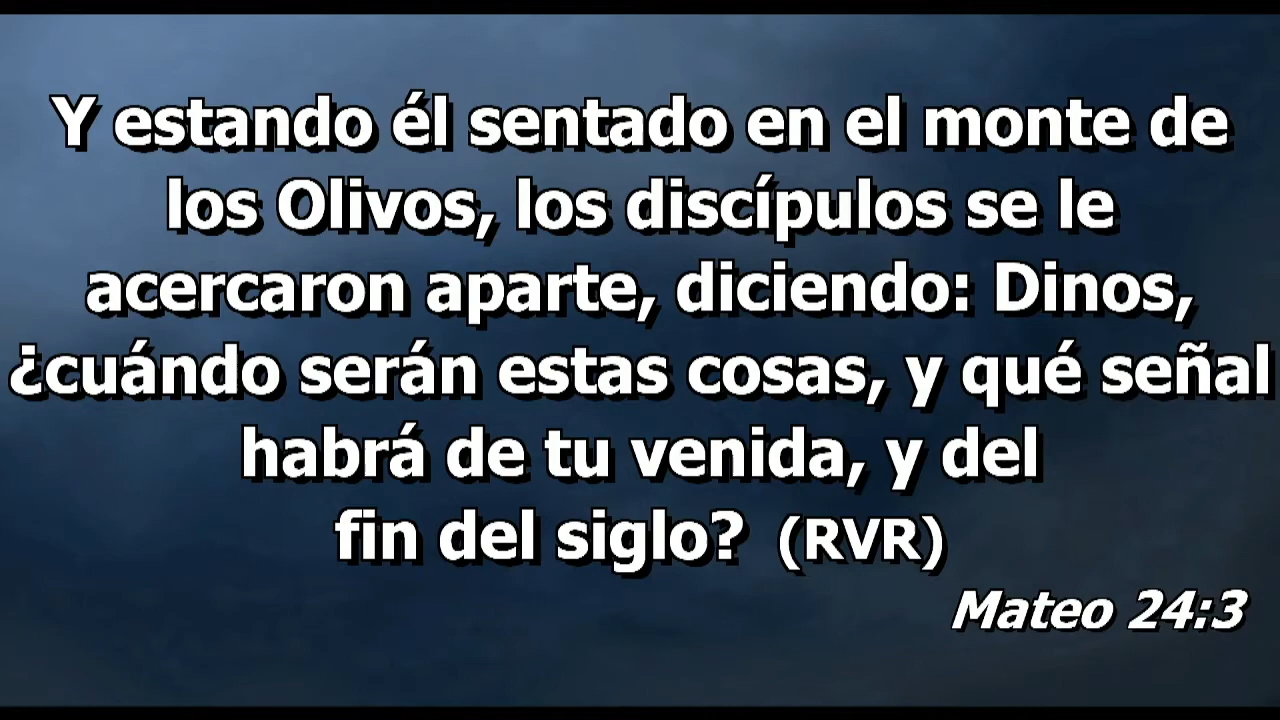 Y estando él sentado en el monte de
los Olivos, los discípulos se le
acercaron aparte, diciendo: Dinos,
¿cuándo serán estas cosas, y qué señal
habrá de tu venida, y del
fin del siglo? (RVR)
Mateo 24:3